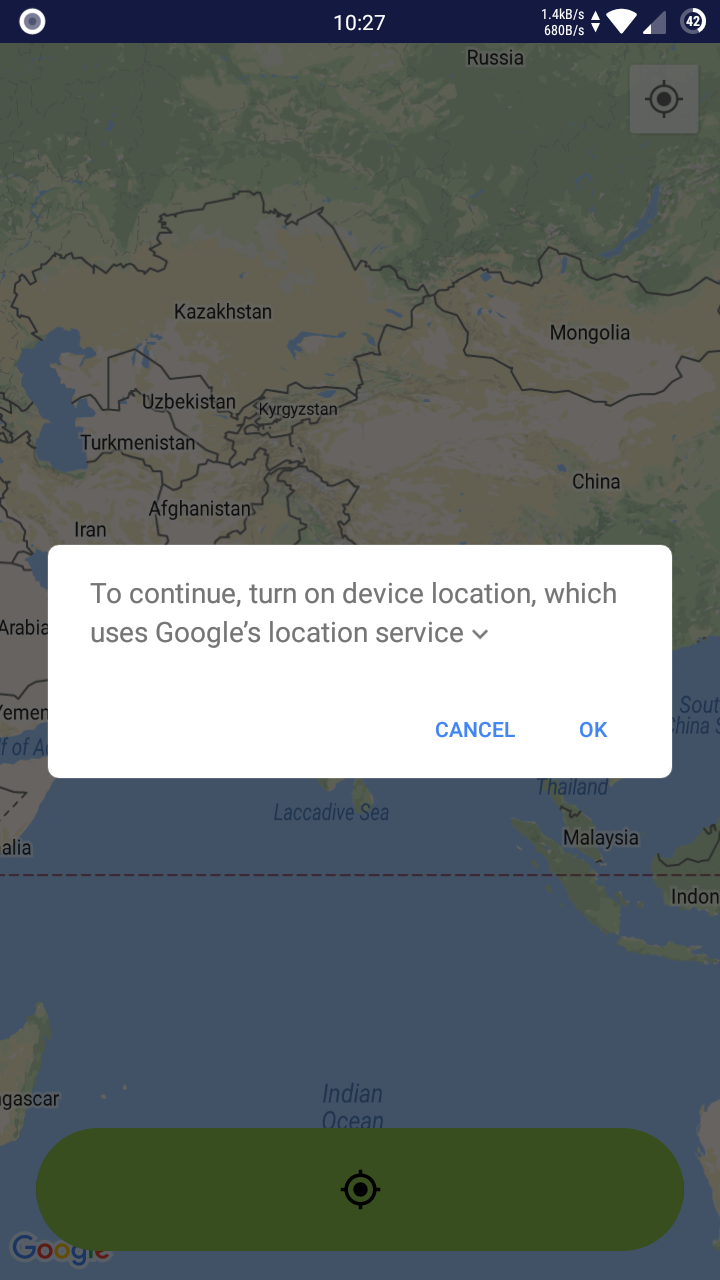 10:27
1.4kB/s
680B/s
42
Russia
Kazakhstan
Mongolia
Uzbekistan
Kyrgyzstan
Turkmenistan
China
Afghanistan
Iran
To continue, turn on device location, which
uses Google’s location service
CANCEL
OK
Arabia
Yemen
f of A
South
China S
Thailand
Laccadive Sea
Malaysia
alia
Indon
gascar
Indian
Ocean
Google